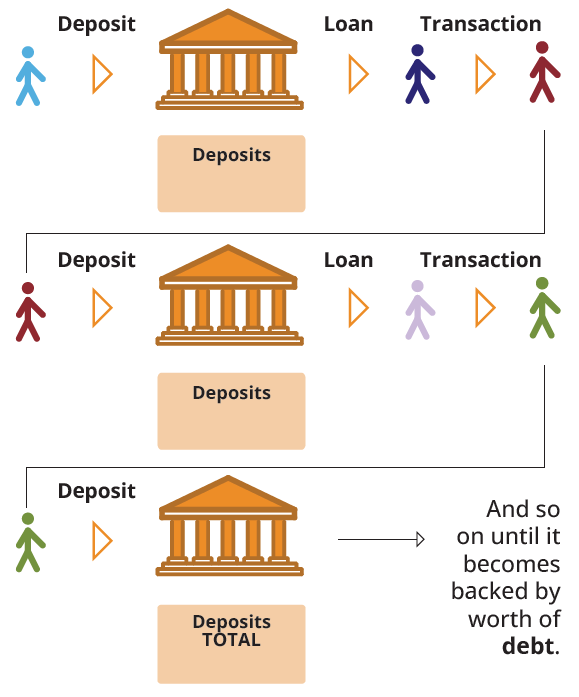 Deposit
Loan
Transaction
Deposits
Deposit
Loan
Transaction
Deposits
Deposit
And so
on until it
becomes
backed by
worth of
debt.
Deposits
TOTAL